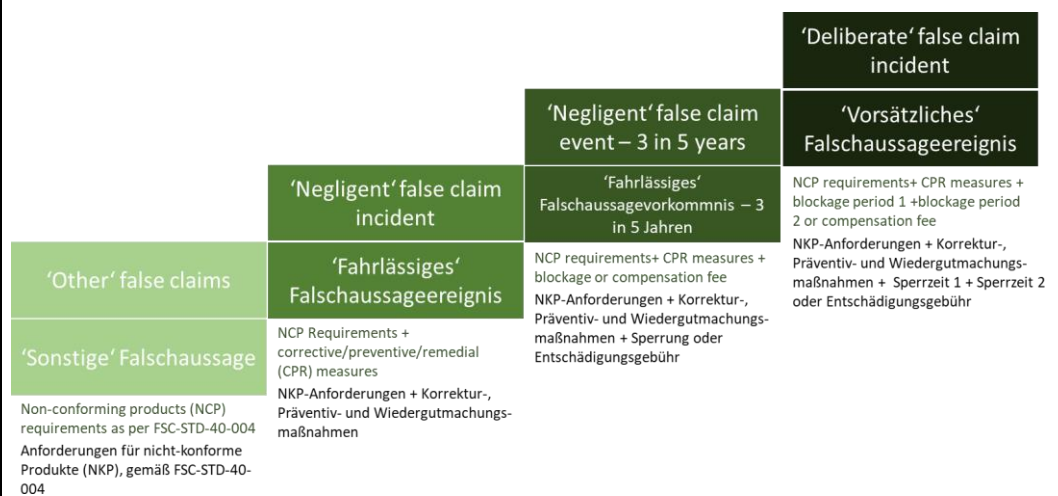 'Other' false claims
'Sonstige' Falschaussage
Non-conforming products (NCP)
requirements as per FSC-STD-40-004
Anforderungen für nicht-konforme
Produkte (NKP), gemäß FSC-STD-40-
004
'Negligent' false claim
incident
'Fahrlässiges'
Falschaussageereignis
NCP Requirements +
corrective/preventive/remedial
(CPR) measures
NKP-Anforderungen + Korrektur-,
Präventiv- und Wiedergutmachungs-
maßnahmen
'Negligent' false claim
event – 3 in 5 years
'Fahrlässiges'
Falschaussagevorkommnis – 3
in 5 Jahren
NCP requirements+ CPR measures +
blockage or compensation fee
NKP-Anforderungen + Korrektur-,
Präventiv- und Wiedergutmachungs-
maßnahmen + Sperrung oder
Entschädigungsgebühr
'Deliberate' false claim
incident
'Vorsätzliches'
Falschaussageereignis
NCP requirements+ CPR measures +
blockage period 1 +blockage period
2 or compensation fee
NKP-Anforderungen + Korrektur-,
Präventiv- und Wiedergutmachungs-
maßnahmen + Sperrzeit 1 + Sperrzeit 2
oder Entschädigungsgebühr